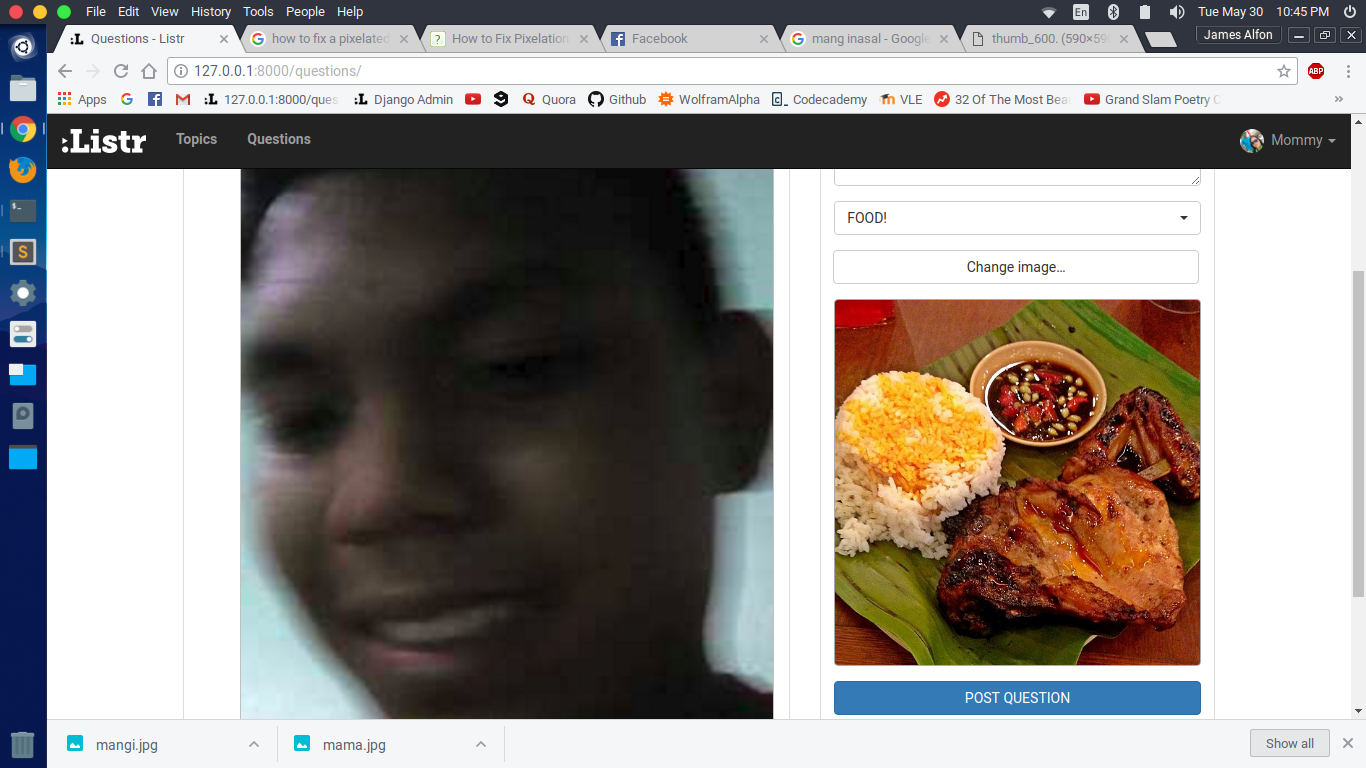 File Edit View History Tools People Help
En Tue May 30 10:45 PM
:L Questions - Listr
how to fix a pixelated
How to Fix Pixelation
Facebook
mang inasal - Google
thumb_600. (590×59
James Alfon
127.0.0.1:8000/questions/
ABP
Apps
:L 127.0.0.1:8000/ques
:L Django Admin
Quora
Github
WolframAlpha
Codecademy
VLE
32 Of The Most Bea
Grand Slam Poetry C
»
:Listr Topics Questions Mommy
FOOD!
Change image…
POST QUESTION
mangi.jpg
mama.jpg
Show all